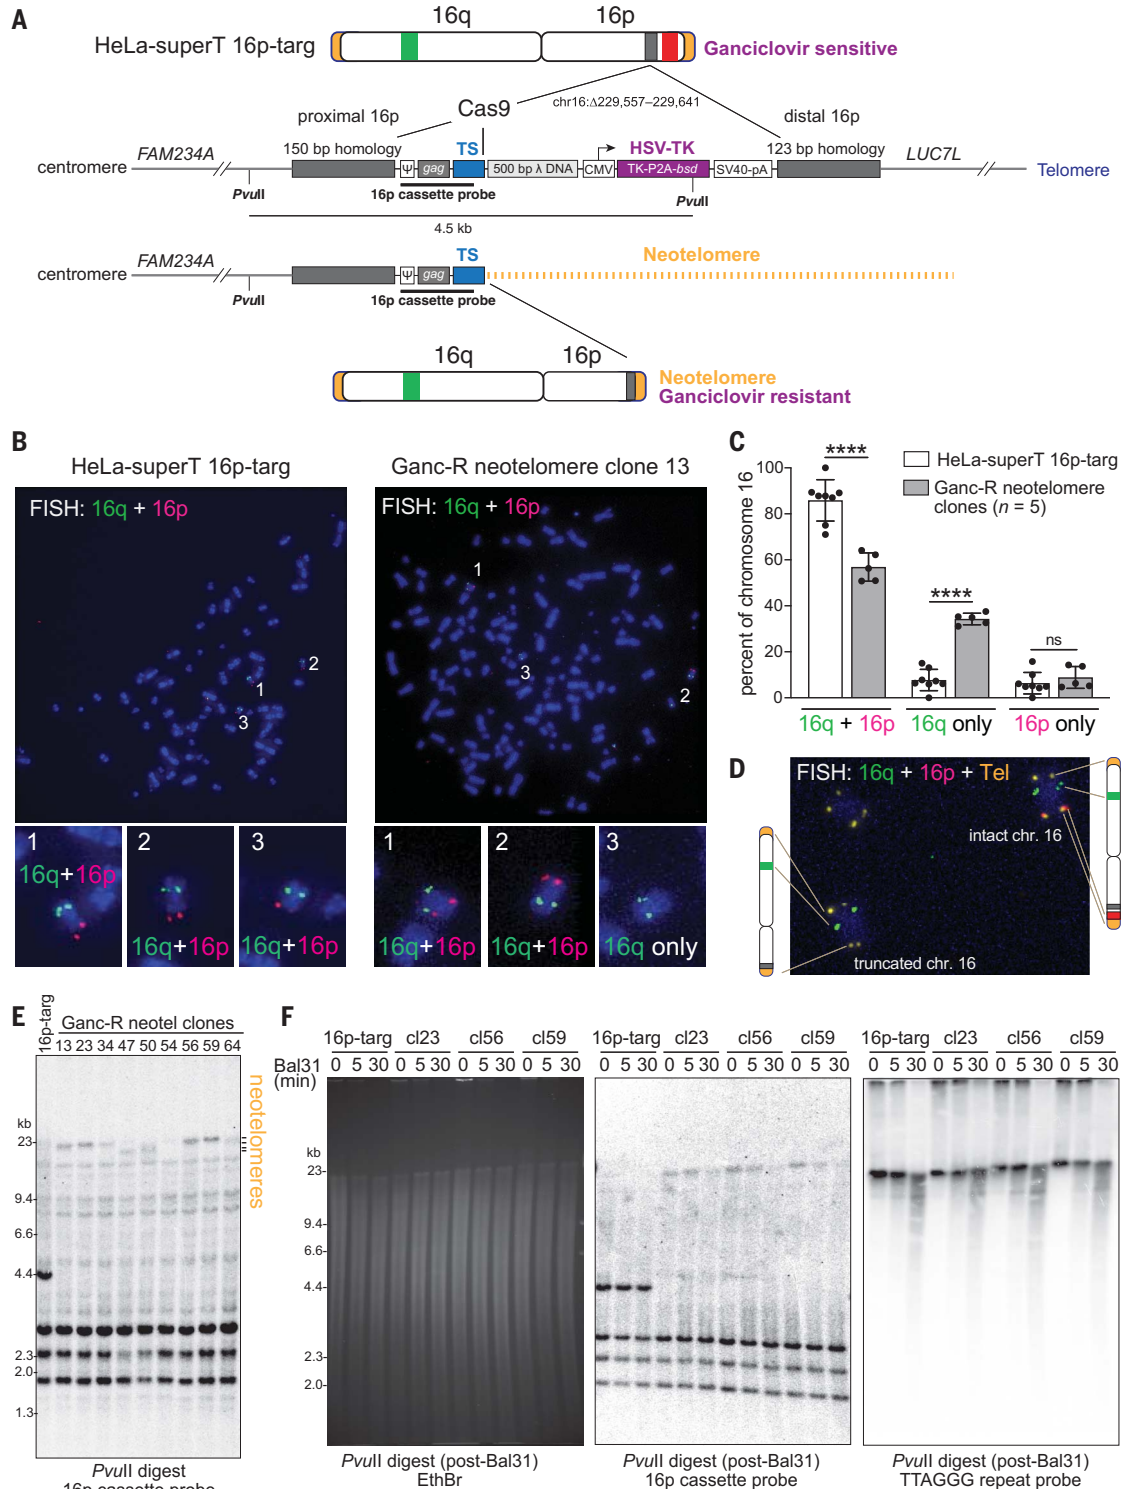 A
16q 16p
HeLa-superT 16p-targ
Ganciclovir sensitive
Cas9
chr16:Δ229,557–229,641
proximal 16p
distal 16p
FAM234A
150 bp homology
TS
HSV-TK
123 bp homology
LUC7L
centromere
Ψ gag 500 bp λ DNA CMV TK-P2A-bsd SV40-pA
Telomere
PvuII
16p cassette probe
PvuII
4.5 kb
FAM234A
TS
Neotelomere
centromere
Ψ gag
PvuII
16p cassette probe
16q 16p
Neotelomere
Ganciclovir resistant
B
HeLa-superT 16p-targ
Ganc-R neotelomere clone 13
FISH: 16q + 16p
1
2
3
FISH: 16q + 16p
1
3
2
1
16q+16p
2
16q+16p
3
16q+16p
1
16q+16p
2
16q+16p
3
16q only
C
percent of chromosome 16
100
80
60
40
20
0
****
****
ns
HeLa-superT 16p-targ
Ganc-R neotelomere
clones (n = 5)
16q + 16p
16q only
16p only
D
FISH: 16q + 16p + Tel
intact chr. 16
truncated chr. 16
E
16p-targ
Ganc-R neotel clones
13 23 34 47 50 54 56 59 64
kb
23
9.4
6.6
4.4
2.3
2.0
1.3
neotelomeres
PvuII digest
16p cassette probe
F
16p-targ cl23 cl56 cl59
Bal31
(min)
0 5 30 0 5 30 0 5 30 0 5 30
kb
23
9.4
6.6
4.4
2.3
2.0
PvuII digest (post-Bal31)
EthBr
16p-targ cl23 cl56 cl59
0 5 30 0 5 30 0 5 30 0 5 30
PvuII digest (post-Bal31)
16p cassette probe
16p-targ cl23 cl56 cl59
0 5 30 0 5 30 0 5 30 0 5 30
PvuII digest (post-Bal31)
TTAGGG repeat probe